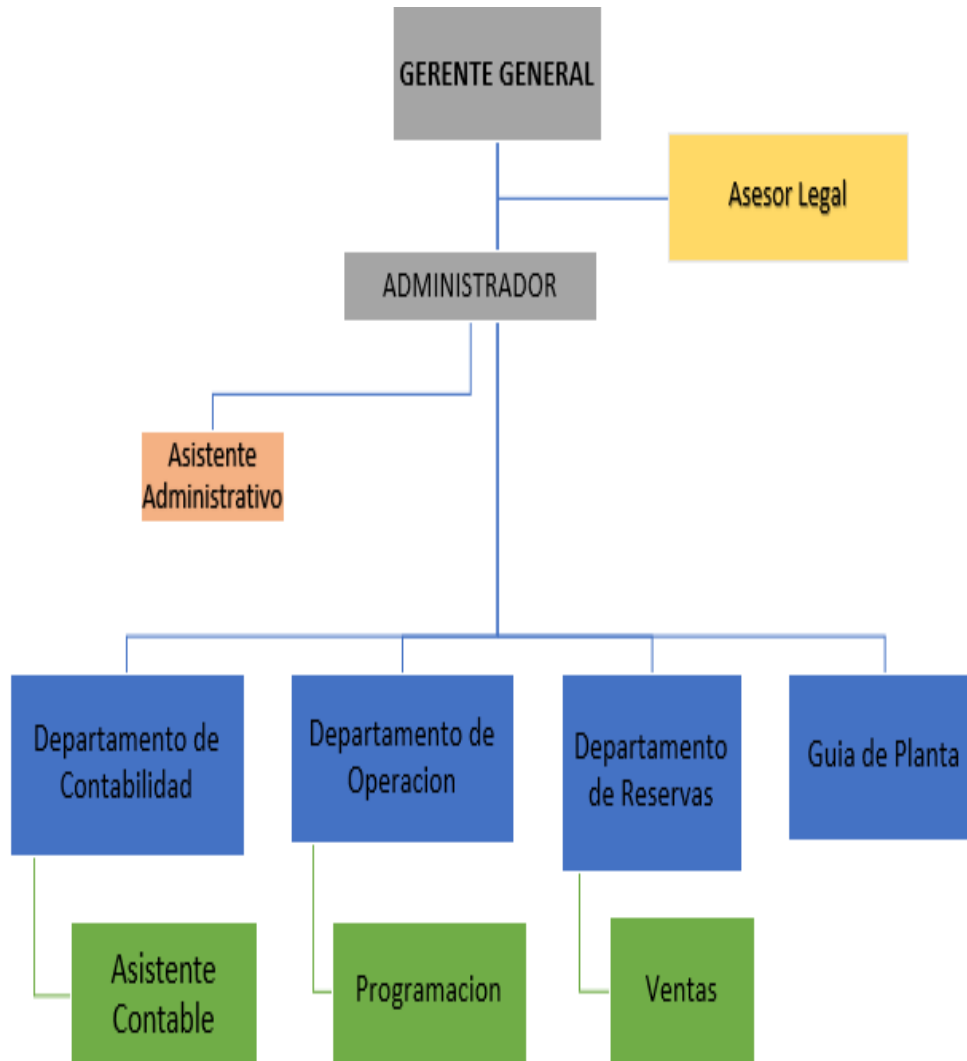 GERENTE GENERAL
Asesor Legal
ADMINISTRADOR
Asistente
Administrativo
Departamento de
Contabilidad
Departamento de
Operacion
Departamento
de Reservas
Guia de Planta
Asistente
Contable
Programacion
Ventas